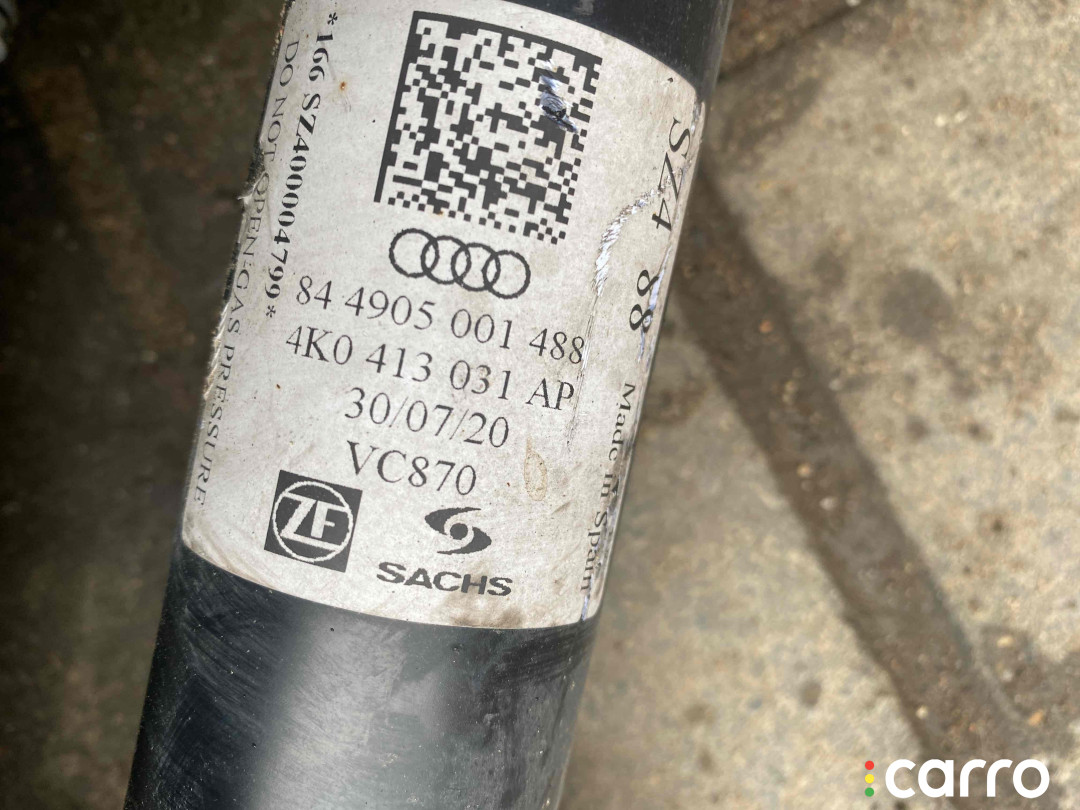 *166 SZ400004799*
DO NOT OPEN:GAS PRESSURE
84 4905 001 488
4K0 413 031 AP
30/07/20
VC870
ZF
SACHS
SZ4 88
Made in Spain
carro